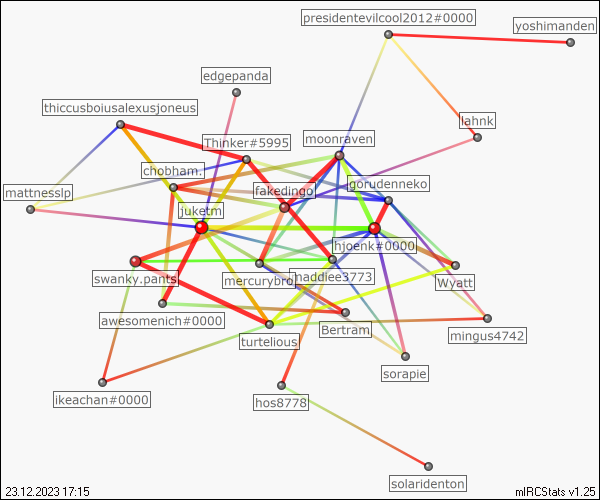 presidentevilcool2012#0000
yoshimanden
edgepanda
thiccusboiusalexusjoneus
lahnk
Thinker#5995
moonraven
chobham.
gorudenneko
mattnesslp
fakedingo
juketm
hjoenk#0000
swanky.pants
mercurybro
haddiee3773
Wyatt
awesomenich#0000
Bertram
mingus4742
turtelious
sorapie
ikeachan#0000
hos8778
solaridenton
23.12.2023 17:15
mIRCStats v1.25